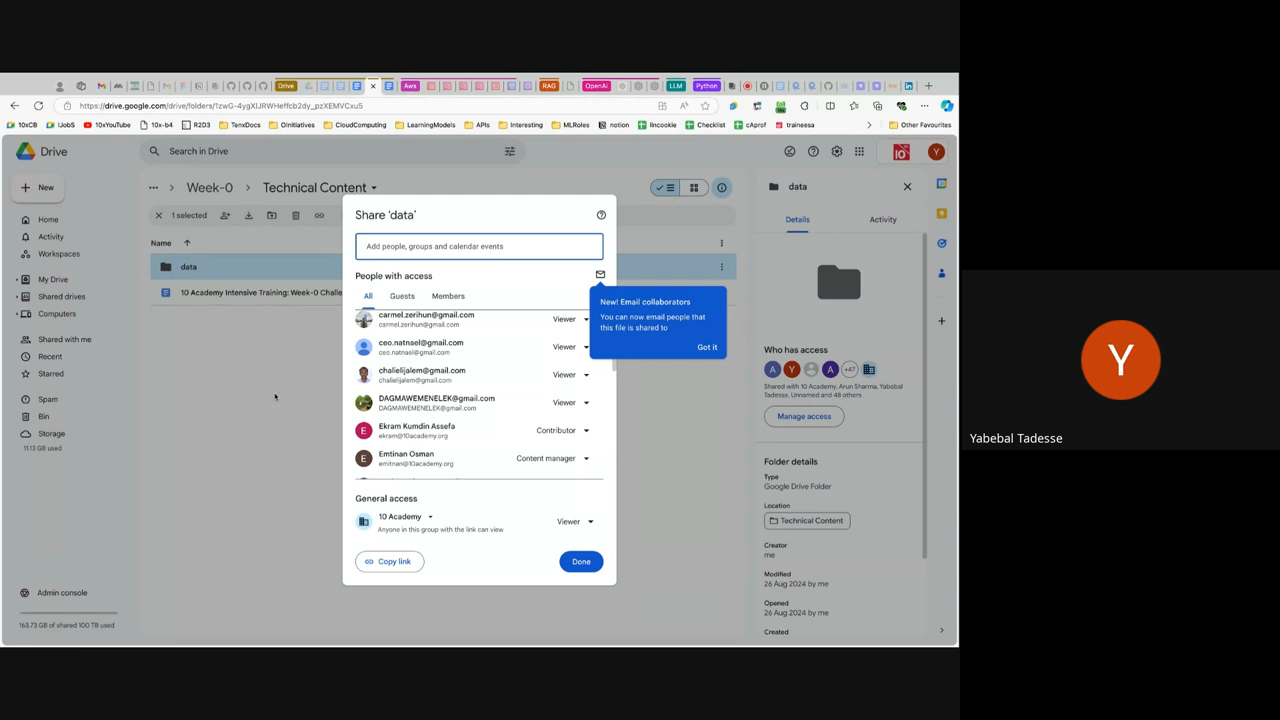 Drive
Aws
RAG
OpenAI
LLM
Python
https://drive.google.com/drive/folders/1zwG-4ygXIJRWHeffcb2dy_pzXEMVCxu5
10xCB
iJobS
10xYouTube
10x-b4
R2D3
TenxDocs
OInitiatives
CloudComputing
LearningModels
APIs
Interesting
MLRoles
notion
lincookie
Checklist
cAprof
traineesa
Other Favourites
Drive
Search in Drive
New
Week-0
Technical Content
1 selected
Home
Activity
Workspaces
My Drive
Shared drives
Computers
Shared with me
Recent
Starred
Spam
Bin
Storage
11.13 GB used
Admin console
163.73 GB of shared 100 TB used
Name
data
10 Academy Intensive Training: Week-0 Challe
Share 'data'
Add people, groups and calendar events
People with access
All
Guests
Members
carmel.zerihun@gmail.com
carmel.zerihun@gmail.com
Viewer
ceo.natnael@gmail.com
ceo.natnael@gmail.com
Viewer
chalielijalem@gmail.com
chalielijalem@gmail.com
Viewer
DAGMAWEMENELEK@gmail.com
DAGMAWEMENELEK@gmail.com
Viewer
E
Ekram Kumdin Assefa
ekram@10academy.org
Contributor
E
Emtinan Osman
emitnan@10academy.org
Content manager
General access
10 Academy
Anyone in this group with the link can view
Viewer
Copy link
Done
New! Email collaborators
You can now email people that
this file is shared to
Got it
data
Details
Activity
Who has access
A
Y
A
+47
Shared with 10 Academy, Arun Sharma, Yabebal
Tadesse, Unnamed and 48 others
Manage access
Folder details
Type
Google Drive Folder
Location
Technical Content
Creator
me
Modified
26 Aug 2024 by me
Opened
26 Aug 2024 by me
Created
10
Y
Y
Yabebal Tadesse